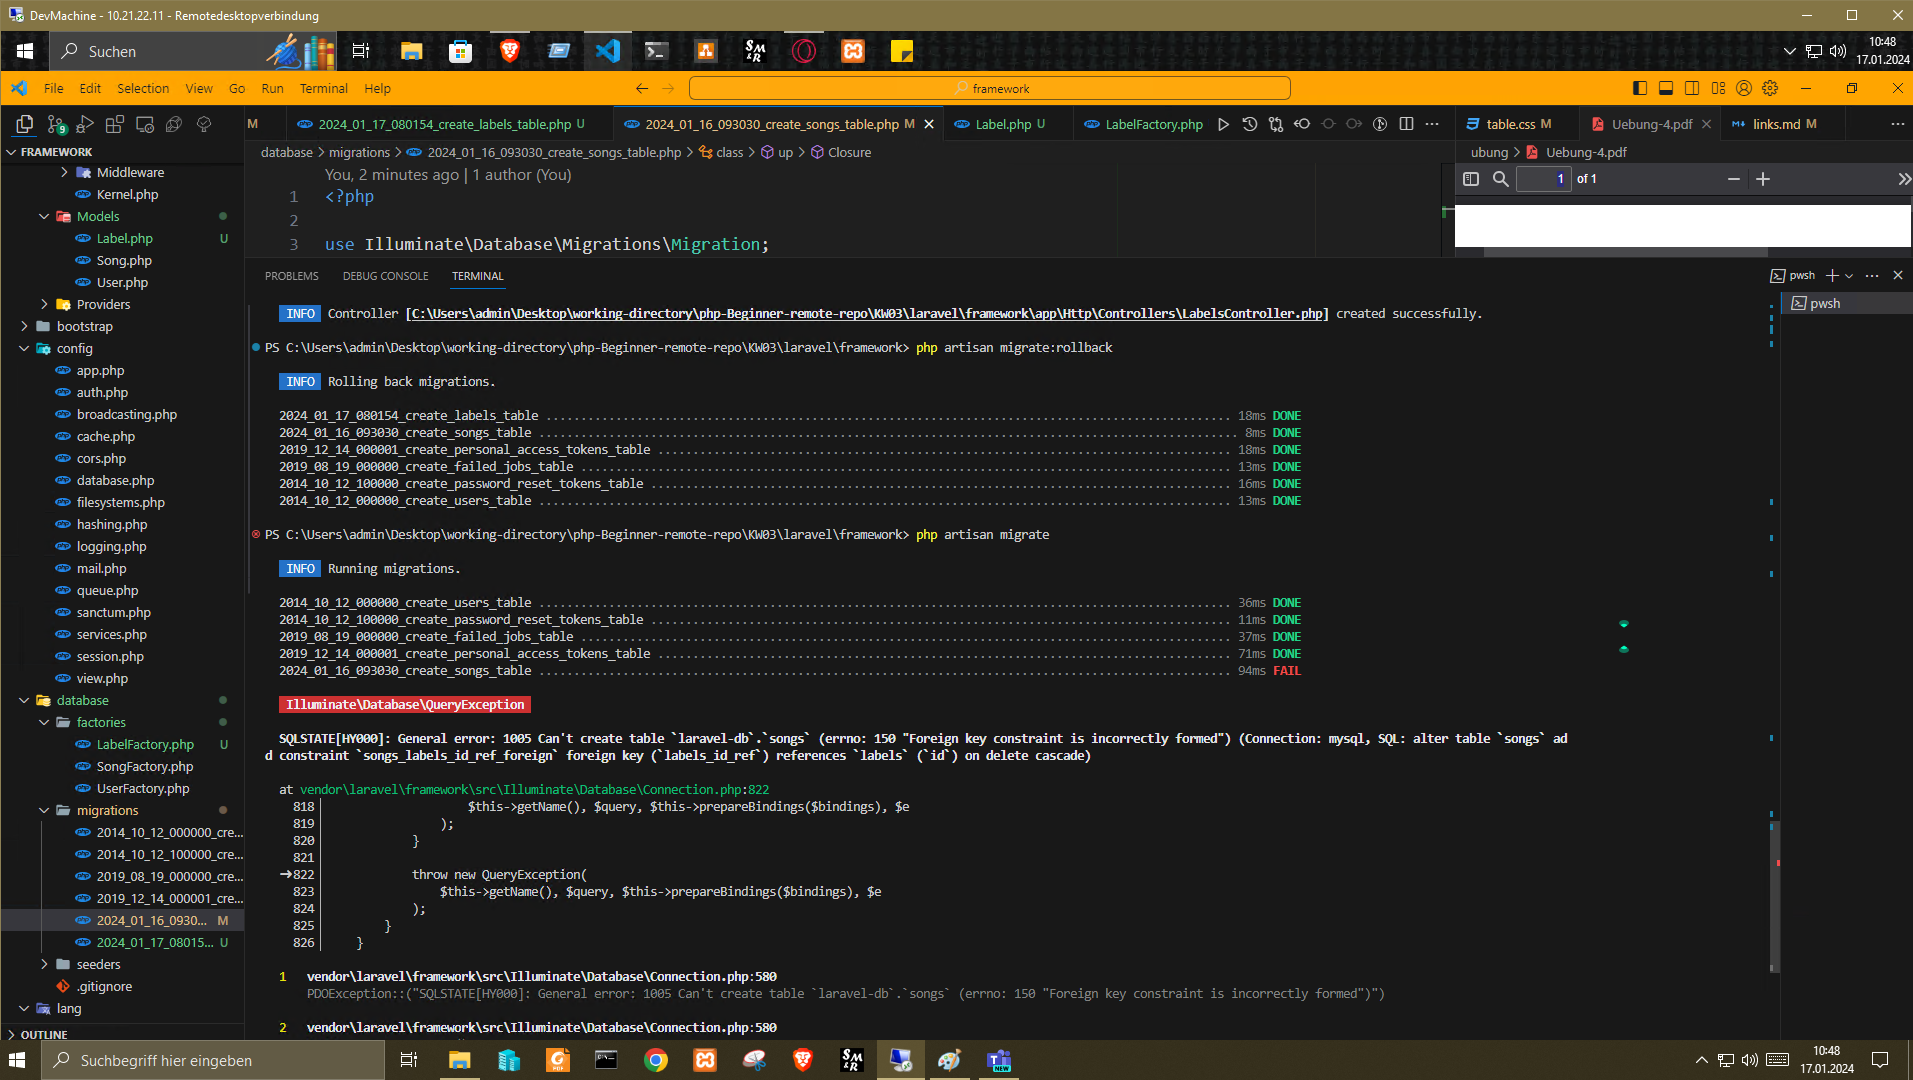 DevMachine - 10.21.22.11 - Remotedesktopverbindung
Suchen
10:48
17.01.2024
File Edit Selection View Go Run Terminal Help
framework
M 2024_01_17_080154_create_labels_table.php U 2024_01_16_093030_create_songs_table.php M Label.php U LabelFactory.php table.css M Uebung-4.pdf links.md M
FRAMEWORK
database > migrations > 2024_01_16_093030_create_songs_table.php > class > up > Closure
ubung > Uebung-4.pdf
1 of 1
You, 2 minutes ago | 1 author (You)
1 <?php
2
3 use Illuminate\Database\Migrations\Migration;
Middleware
Kernel.php
Models
Label.php U
Song.php
User.php
Providers
bootstrap
config
app.php
auth.php
broadcasting.php
cache.php
cors.php
database.php
filesystems.php
hashing.php
logging.php
mail.php
queue.php
sanctum.php
services.php
session.php
view.php
database
factories
LabelFactory.php U
SongFactory.php
UserFactory.php
migrations
2014_10_12_000000_cre...
2014_10_12_100000_cre...
2019_08_19_000000_cre...
2019_12_14_000001_cre...
2024_01_16_0930... M
2024_01_17_08015... U
seeders
.gitignore
lang
OUTLINE
PROBLEMS DEBUG CONSOLE TERMINAL
pwsh
pwsh
INFO Controller [C:\Users\admin\Desktop\working-directory\php-Beginner-remote-repo\KW03\laravel\framework\app\Http\Controllers\LabelsController.php] created successfully.
PS C:\Users\admin\Desktop\working-directory\php-Beginner-remote-repo\KW03\laravel\framework> php artisan migrate:rollback
INFO Rolling back migrations.
2024_01_17_080154_create_labels_table ........ 18ms DONE
2024_01_16_093030_create_songs_table ........ 8ms DONE
2019_12_14_000001_create_personal_access_tokens_table ........ 18ms DONE
2019_08_19_000000_create_failed_jobs_table ........ 13ms DONE
2014_10_12_100000_create_password_reset_tokens_table ........ 16ms DONE
2014_10_12_000000_create_users_table ........ 13ms DONE
PS C:\Users\admin\Desktop\working-directory\php-Beginner-remote-repo\KW03\laravel\framework> php artisan migrate
INFO Running migrations.
2014_10_12_000000_create_users_table ........ 36ms DONE
2014_10_12_100000_create_password_reset_tokens_table ........ 11ms DONE
2019_08_19_000000_create_failed_jobs_table ........ 37ms DONE
2019_12_14_000001_create_personal_access_tokens_table ........ 71ms DONE
2024_01_16_093030_create_songs_table ........ 94ms FAIL
Illuminate\Database\QueryException
SQLSTATE[HY000]: General error: 1005 Can't create table `laravel-db`.`songs` (errno: 150 "Foreign key constraint is incorrectly formed") (Connection: mysql, SQL: alter table `songs` ad
d constraint `songs_labels_id_ref_foreign` foreign key (`labels_id_ref`) references `labels` (`id`) on delete cascade)
at vendor\laravel\framework\src\Illuminate\Database\Connection.php:822
818 $this->getName(), $query, $this->prepareBindings($bindings), $e
819 );
820 }
821
→822 throw new QueryException(
823 $this->getName(), $query, $this->prepareBindings($bindings), $e
824 );
825 }
826 }
1 vendor\laravel\framework\src\Illuminate\Database\Connection.php:580
PDOException::("SQLSTATE[HY000]: General error: 1005 Can't create table `laravel-db`.`songs` (errno: 150 "Foreign key constraint is incorrectly formed")")
2 vendor\laravel\framework\src\Illuminate\Database\Connection.php:580
Suchbegriff hier eingeben
10:48
17.01.2024